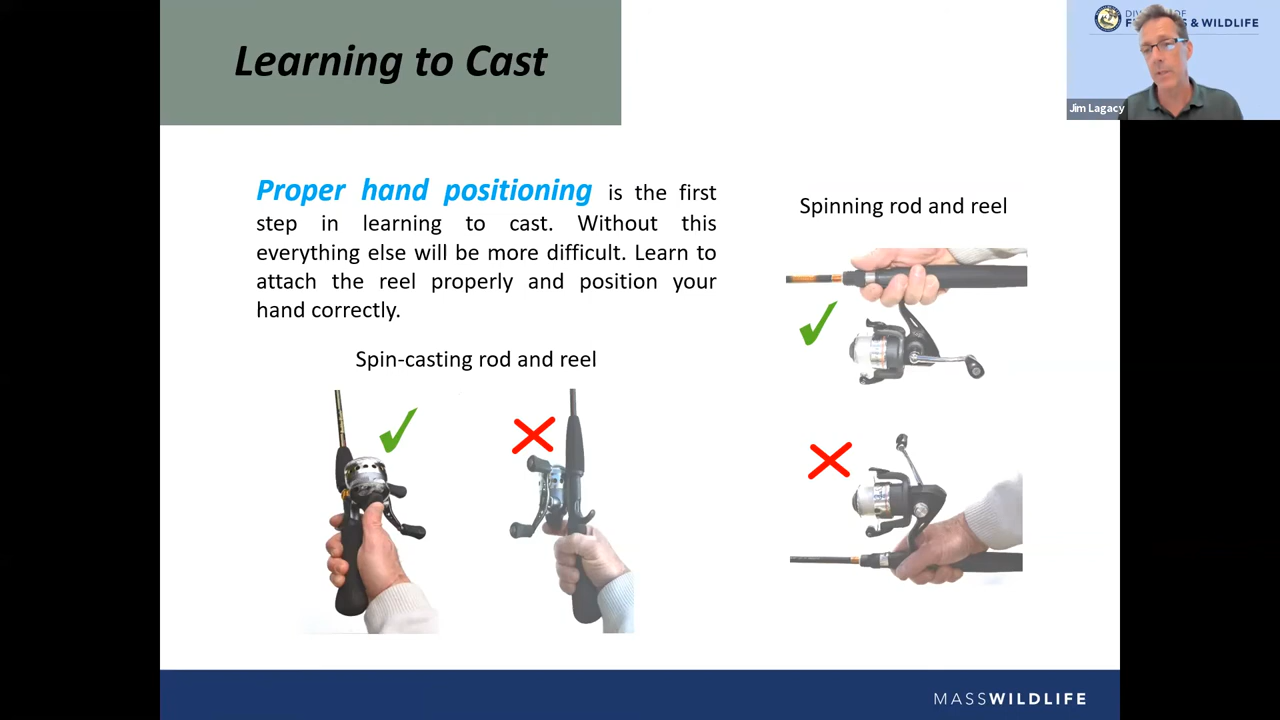 Learning to Cast
& WILDLIFE
Jim Lagacy
Proper hand positioning is the first
step in learning to cast. Without this
everything else will be more difficult. Learn to
attach the reel properly and position your
hand correctly.
Spinning rod and reel
Spin-casting rod and reel
MASSWILDLIFE